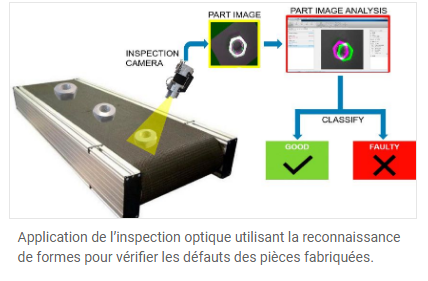 PART IMAGE
PART IMAGE ANALYSIS
INSPECTION
CAMERA
CLASSIFY
GOOD
FAULTY
Application de l'inspection optique utilisant la reconnaissance
de formes pour vérifier les défauts des pièces fabriquées.